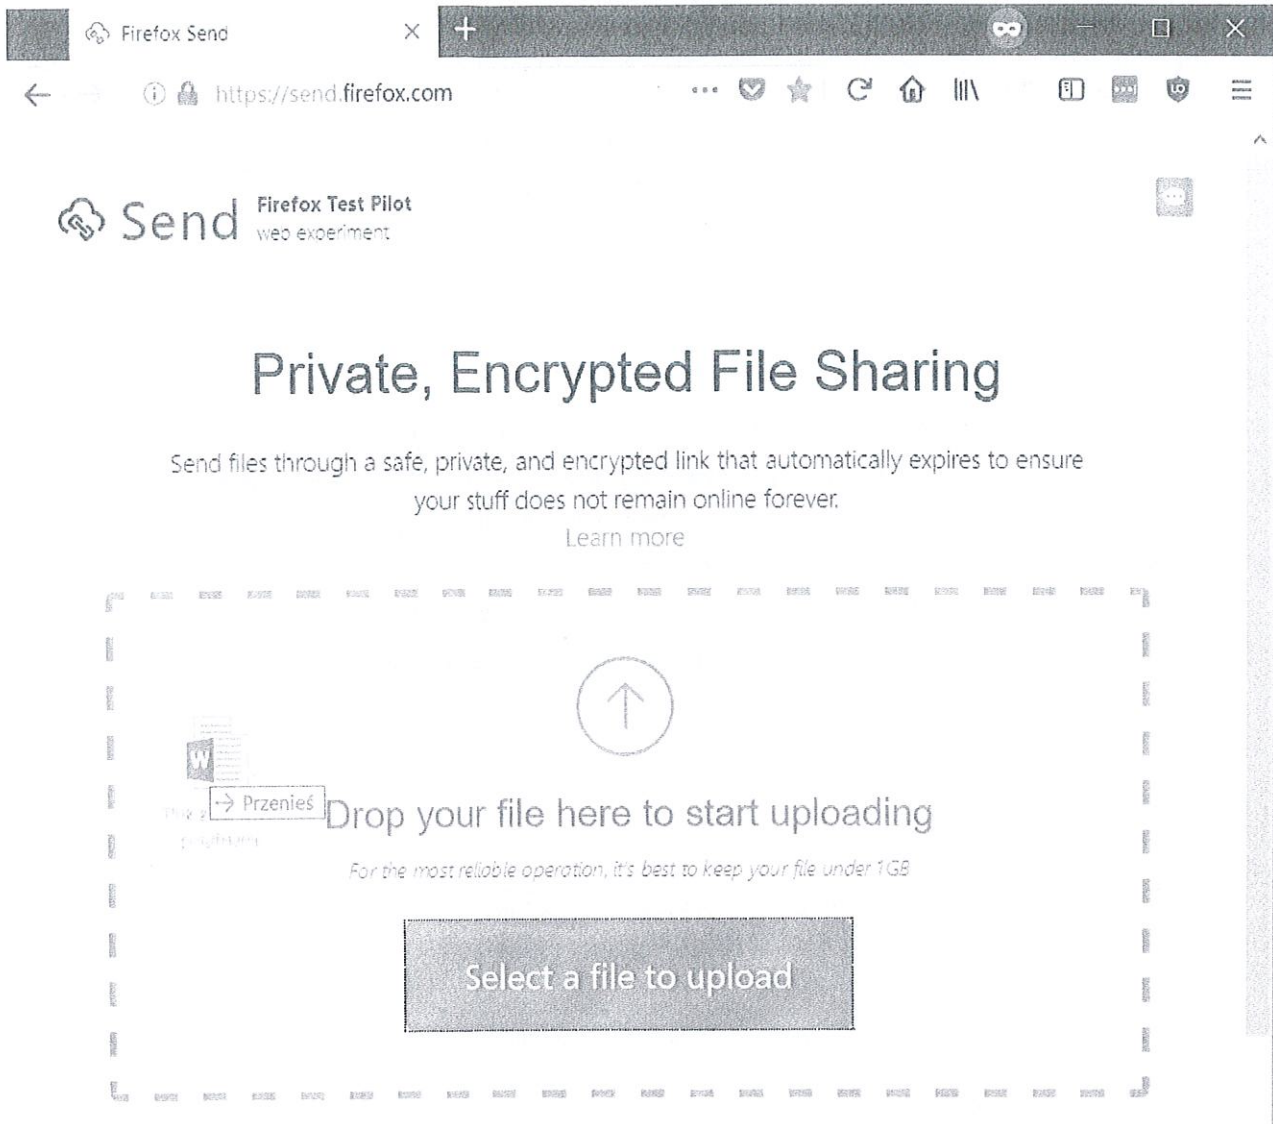 Firefox Send
https://send.firefox.com
Send
Firefox Test Pilot
web experiment
Private, Encrypted File Sharing
Send files through a safe, private, and encrypted link that automatically expires to ensure
your stuff does not remain online forever.
Learn more
W
Przenieś
Drop your file here to start uploading
For the most reliable operation, it's best to keep your file under 1GB
Select a file to upload